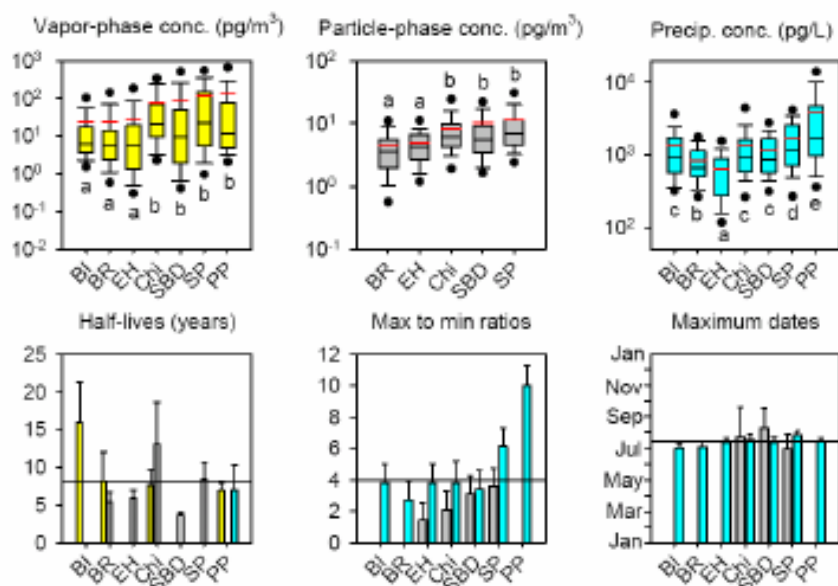 Vapor-phase conc. (pg/m³)
10³
10²
10¹
10⁰
10⁻¹
10⁻²
a a a b b b b
BI BR EH Chi SBD SP PP
Particle-phase conc. (pg/m³)
10²
10¹
10⁰
10⁻¹
a a b b b
BR EH Chi SBD SP
Precip. conc. (pg/L)
10⁴
10³
10²
c b a c c d e
BI BR EH Chi SBD SP PP
Half-lives (years)
25
20
15
10
5
0
BI BR EH Chi SBD SP PP
Max to min ratios
12
10
8
6
4
2
0
BI BR EH Chi SBD SP PP
Maximum dates
Jan
Nov
Sep
Jul
May
Mar
Jan
BI BR EH Chi SBD SP PP